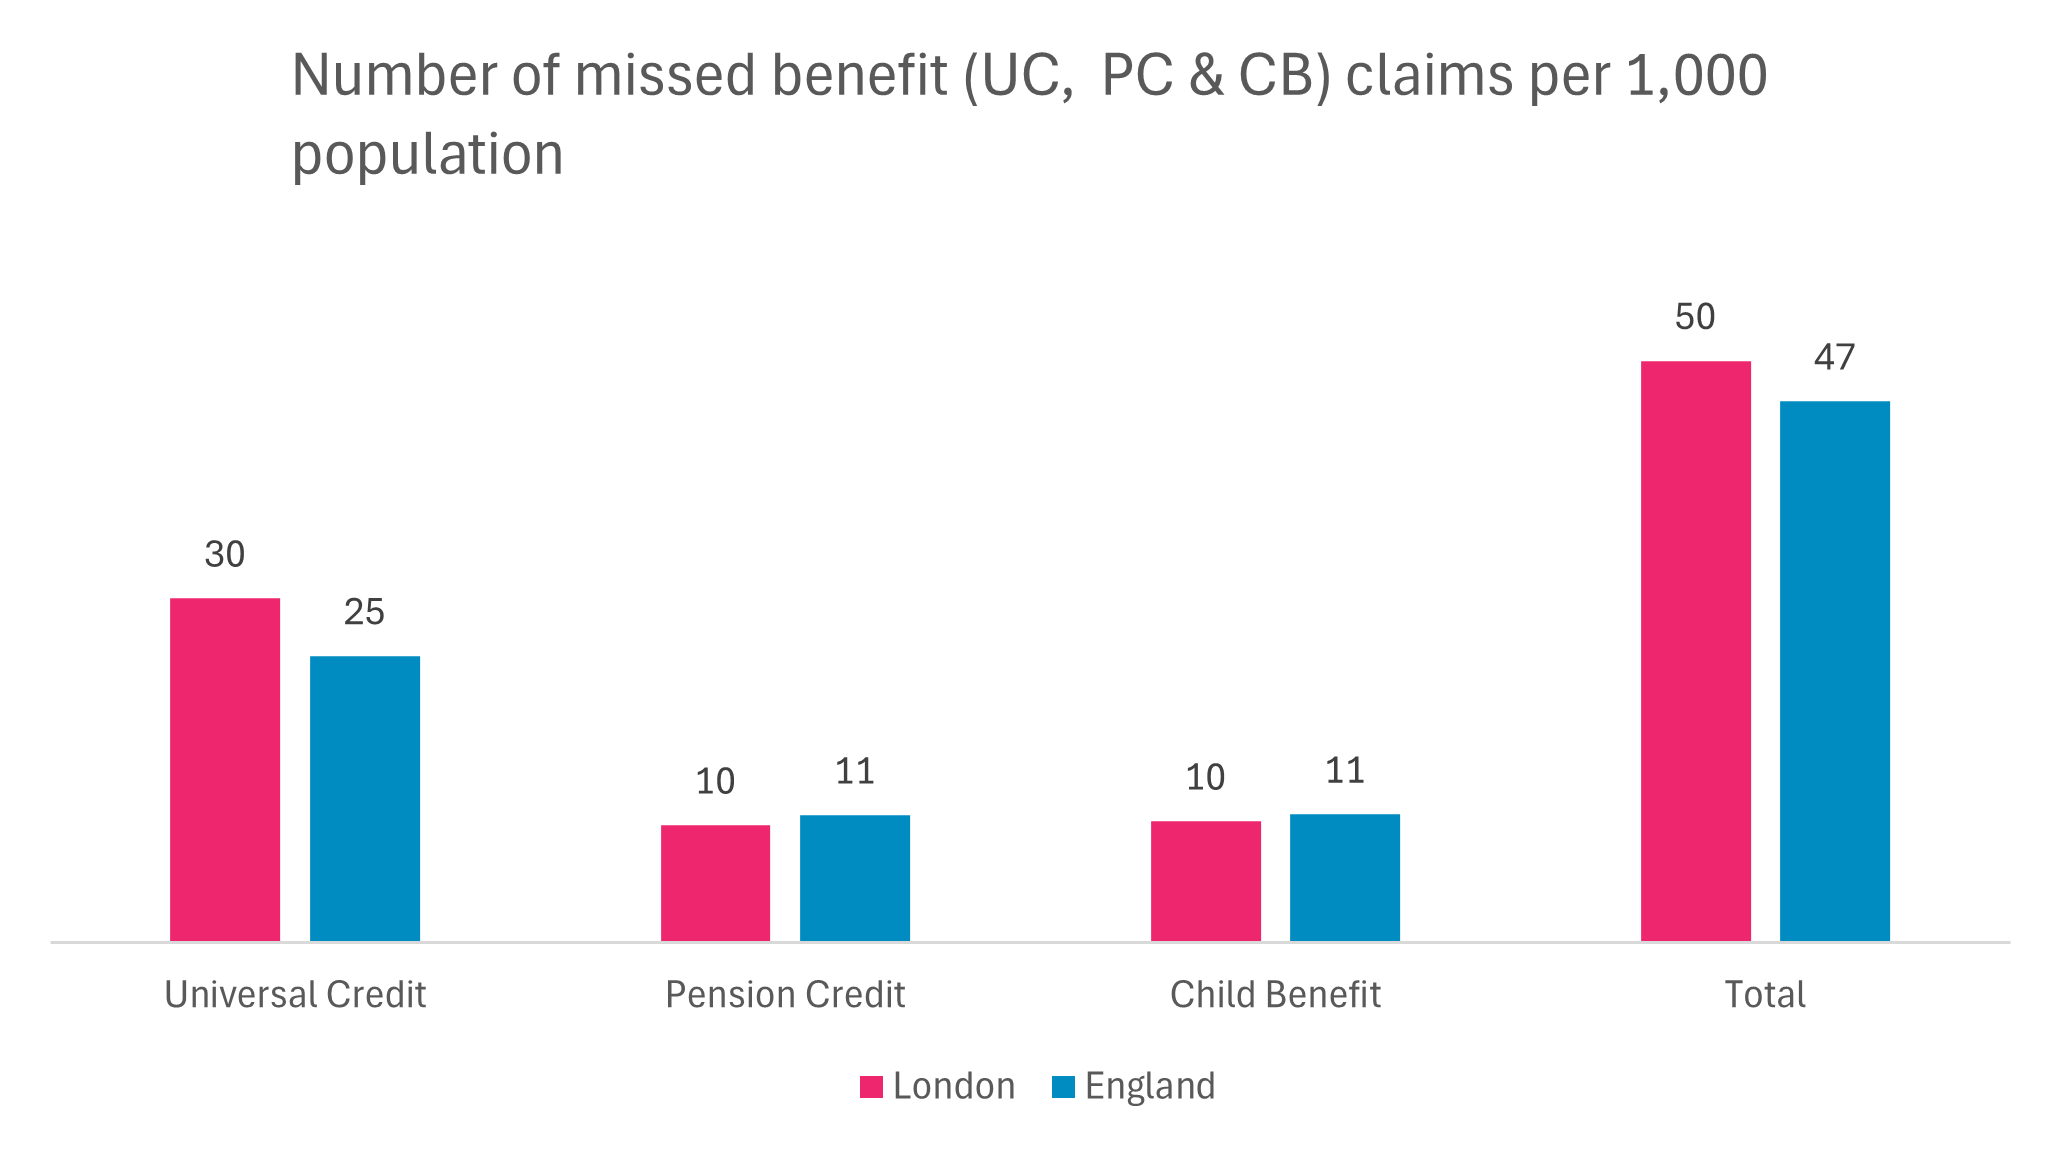 Number of missed benefit (UC,  PC & CB) claims per 1,000
population
50
47
30
25
10
11
10
11
Universal Credit
Pension Credit
Child Benefit
Total
London
England